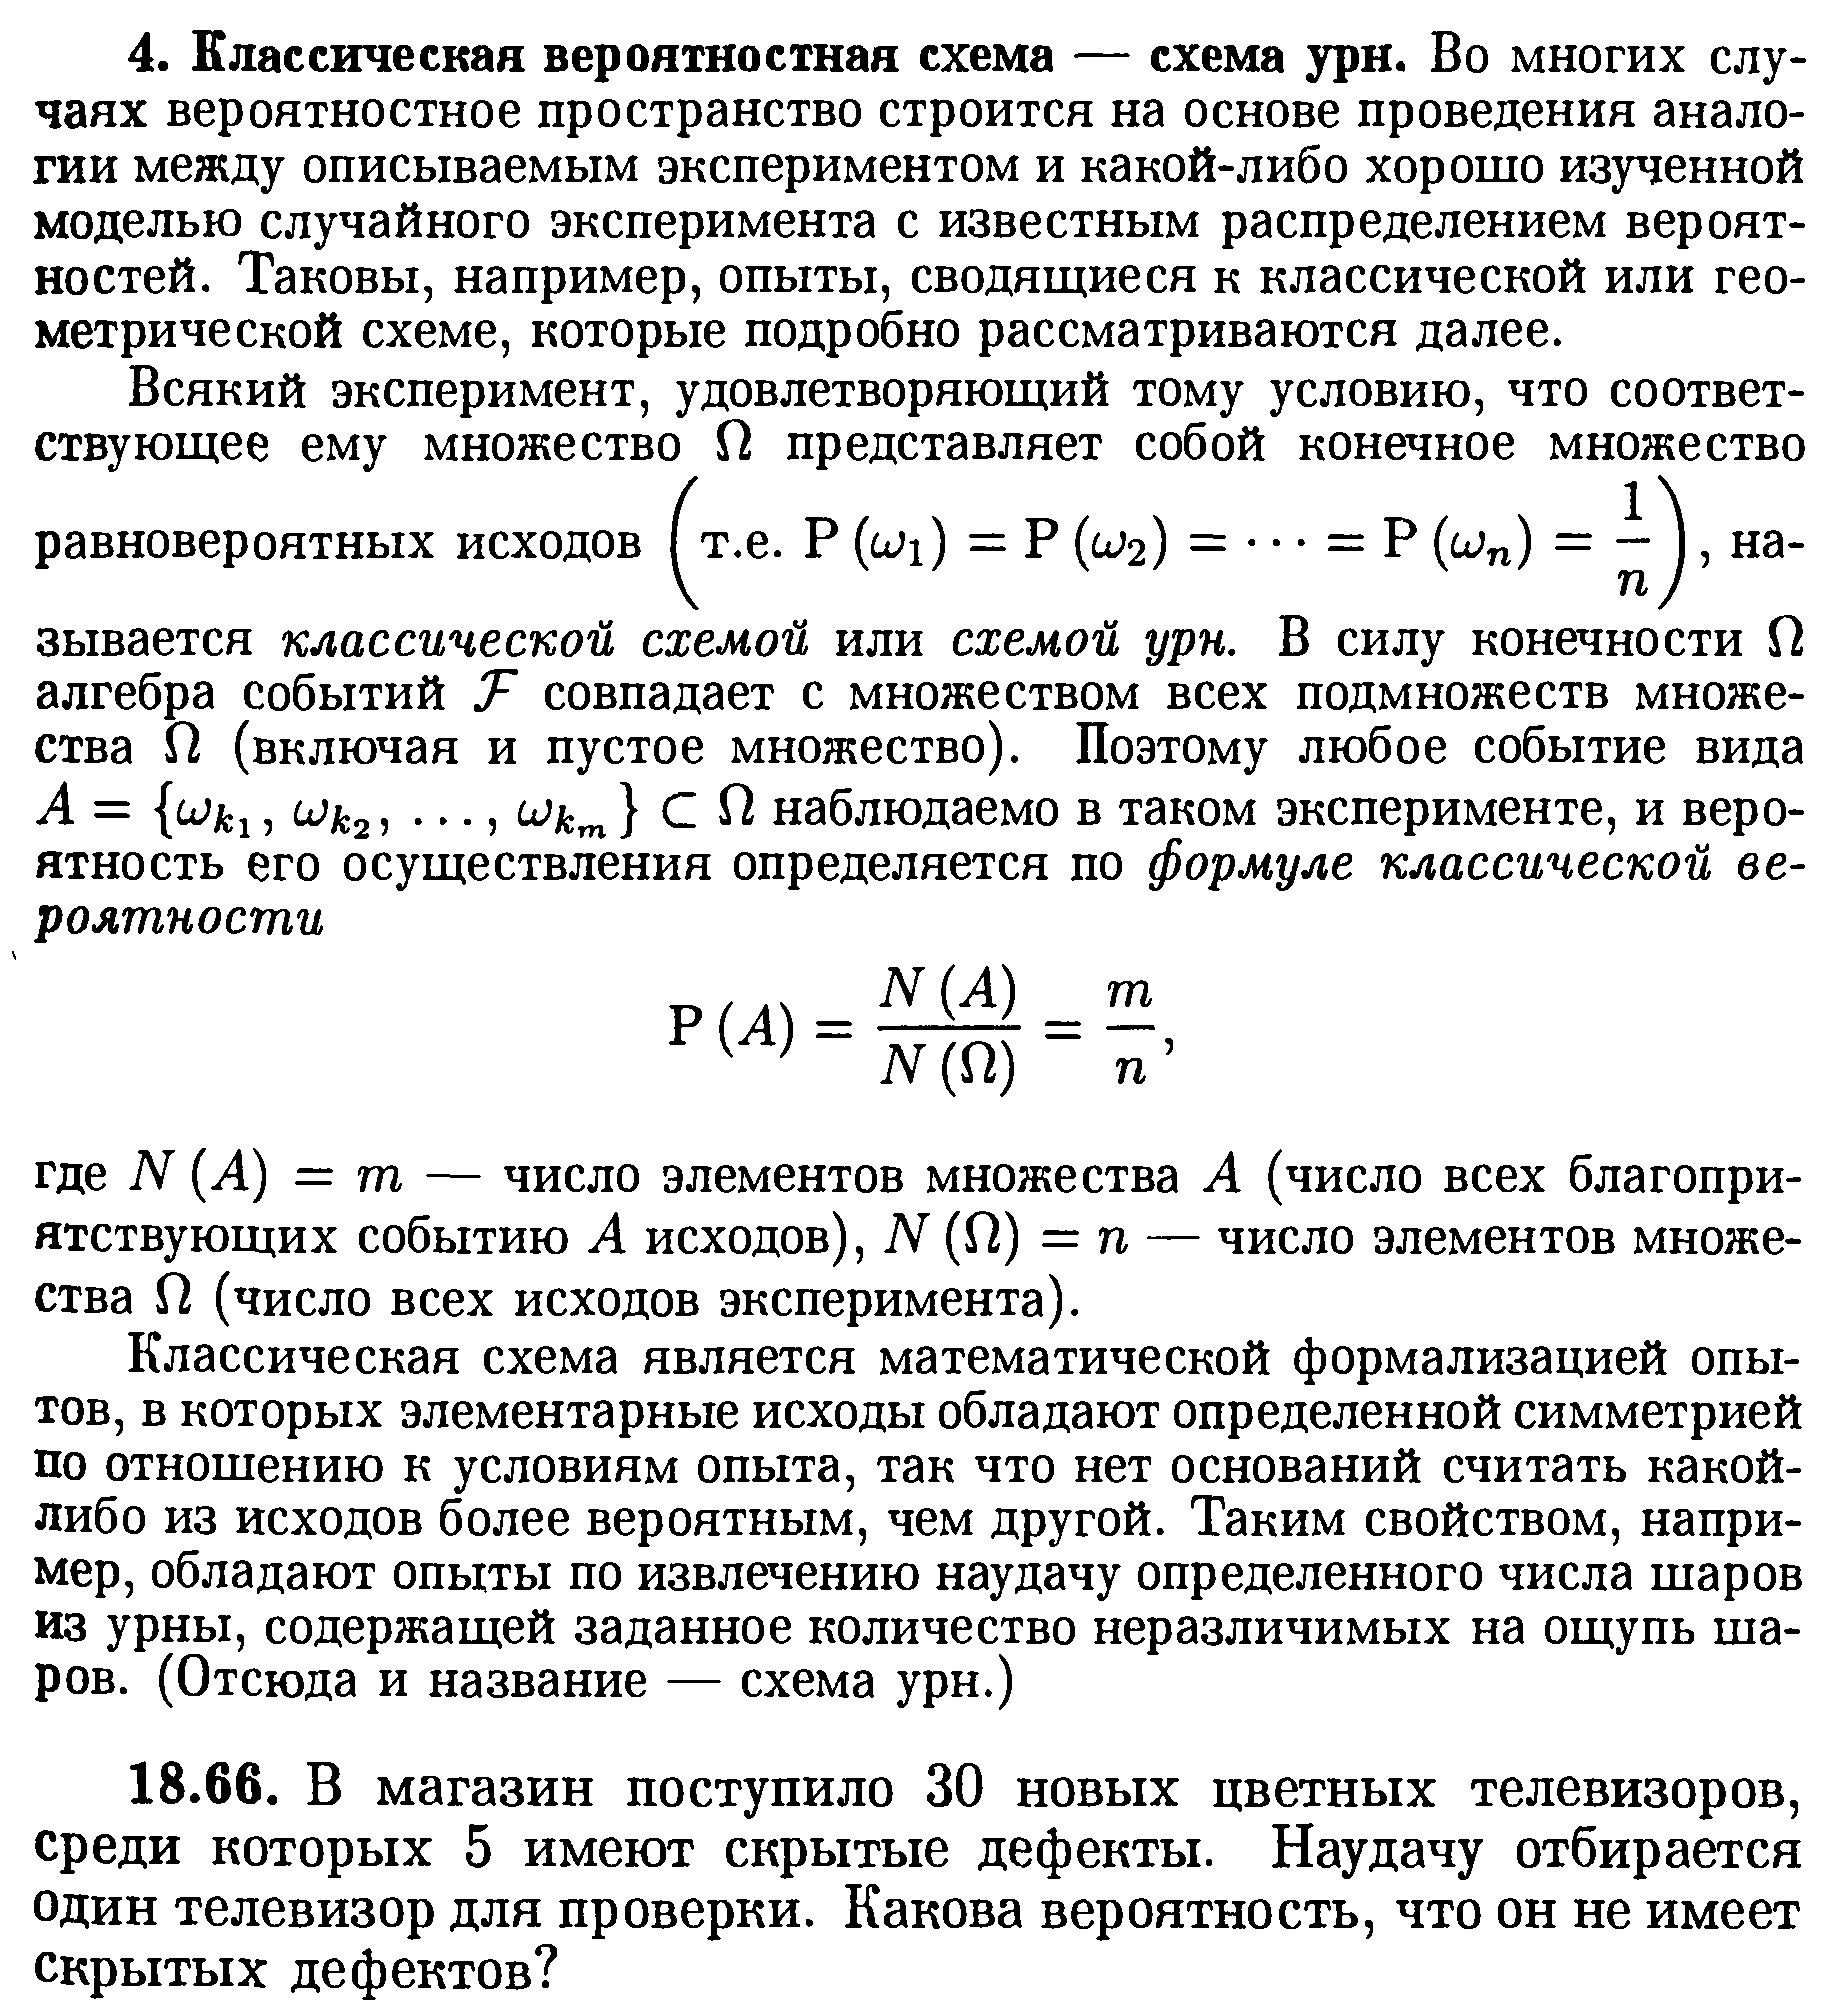 4. Классическая вероятностная схема — схема урн. Во многих слу-
чаях вероятностное пространство строится на основе проведения анало-
гии между описываемым экспериментом и какой-либо хорошо изученной
моделью случайного эксперимента с известным распределением вероят-
ностей. Таковы, например, опыты, сводящиеся к классической или гео-
метрической схеме, которые подробно рассматриваются далее.
Всякий эксперимент, удовлетворяющий тому условию, что соответ-
ствующее ему множество Ω представляет собой конечное множество
равновероятных исходов (т.е. P (ω₁) = P (ω₂) = ··· = P (ωₙ) = 1/n), на-
зывается классической схемой или схемой урн. В силу конечности Ω
алгебра событий ℱ совпадает с множеством всех подмножеств множе-
ства Ω (включая и пустое множество). Поэтому любое событие вида
A = {ω_{k₁}, ω_{k₂}, ..., ω_{kₘ}} ⊂ Ω наблюдаемо в таком эксперименте, и веро-
ятность его осуществления определяется по формуле классической ве-
роятности
P (A) = N (A)/N (Ω) = m/n,
где N (A) = m — число элементов множества A (число всех благопри-
ятствующих событию A исходов), N (Ω) = n — число элементов множе-
ства Ω (число всех исходов эксперимента).
Классическая схема является математической формализацией опы-
тов, в которых элементарные исходы обладают определенной симметрией
по отношению к условиям опыта, так что нет оснований считать какой-
либо из исходов более вероятным, чем другой. Таким свойством, напри-
мер, обладают опыты по извлечению наудачу определенного числа шаров
из урны, содержащей заданное количество неразличимых на ощупь ша-
ров. (Отсюда и название — схема урн.)
18.66. В магазин поступило 30 новых цветных телевизоров,
среди которых 5 имеют скрытые дефекты. Наудачу отбирается
один телевизор для проверки. Какова вероятность, что он не имеет
скрытых дефектов?